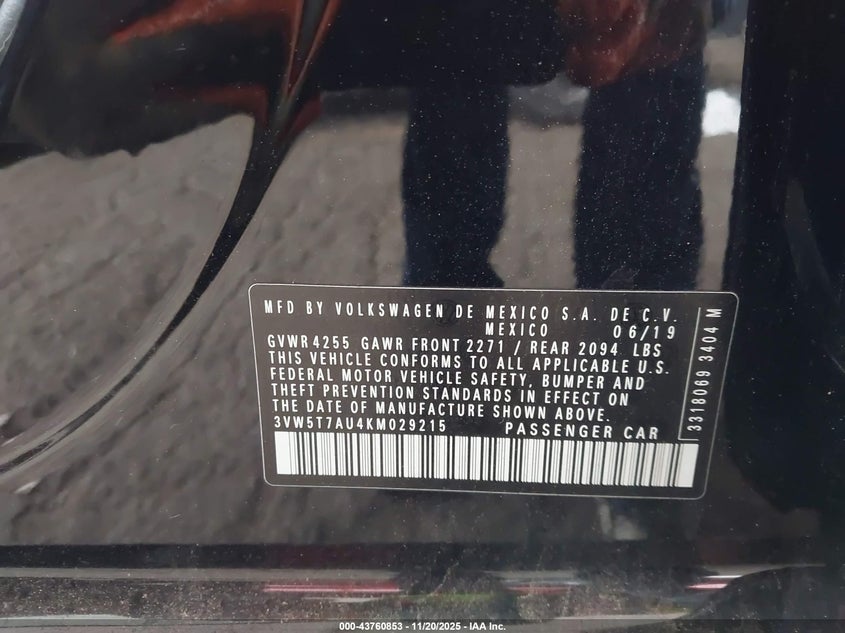 MFD BY VOLKSWAGEN DE MEXICO S.A. DE C.V.
MEXICO 06/19
GVWR 4255 GAWR FRONT 2271 / REAR 2094 LBS
THIS VEHICLE CONFORMS TO ALL APPLICABLE U.S.
FEDERAL MOTOR VEHICLE SAFETY, BUMPER AND
THEFT PREVENTION STANDARDS IN EFFECT ON
THE DATE OF MANUFACTURE SHOWN ABOVE.
3VW5T7AU4KM029215 PASSENGER CAR
3318069 3404 M
000-43760853 - 11/20/2025 - IAA Inc.